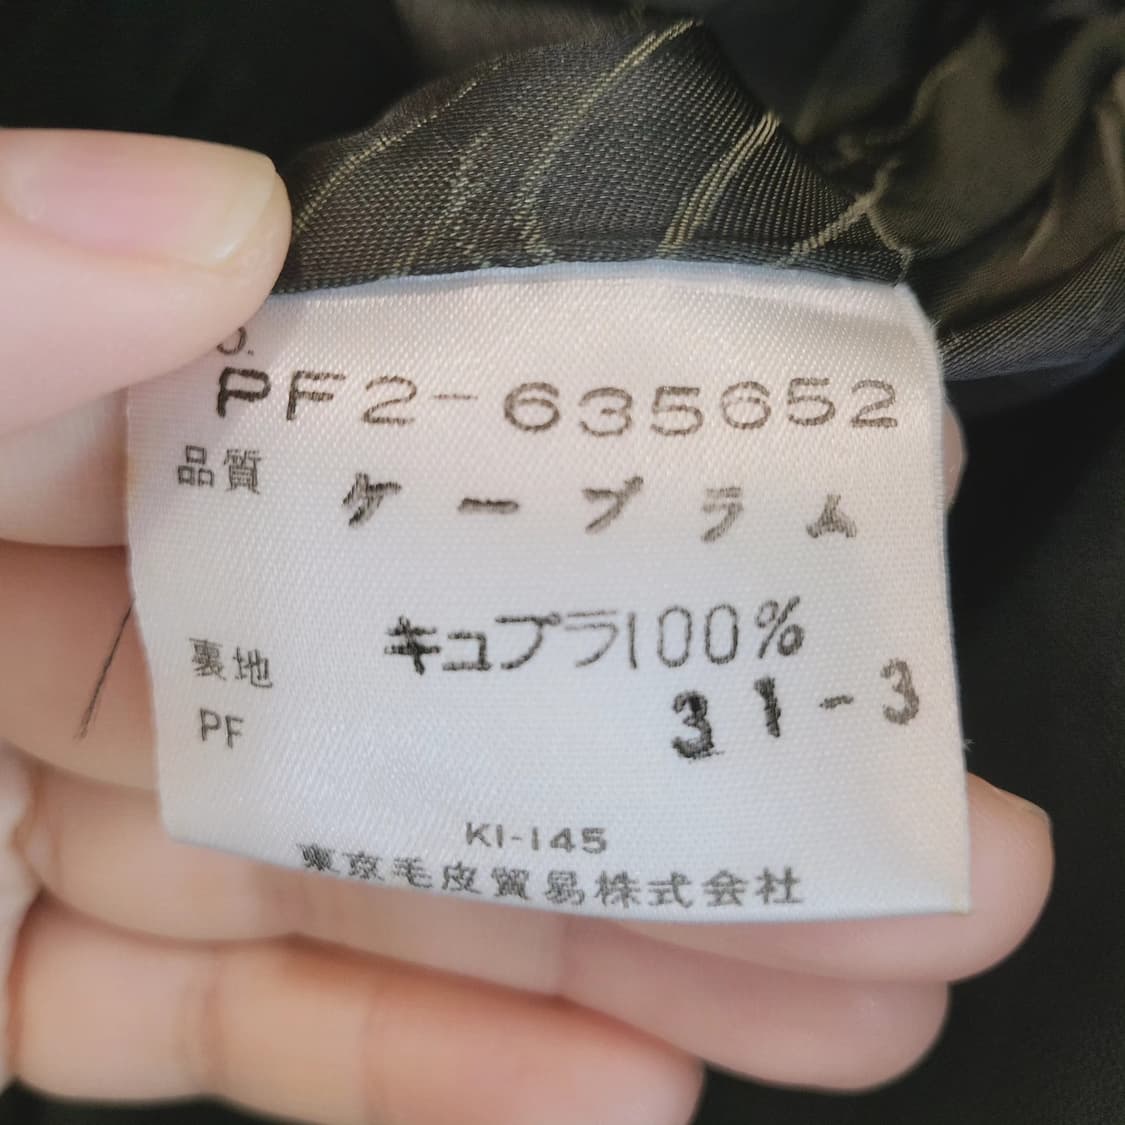 PF2-635652
品質
ケープラム
キュプラ100%
裏地
31-3
PF
KI-145
東京毛皮貿易株式会社